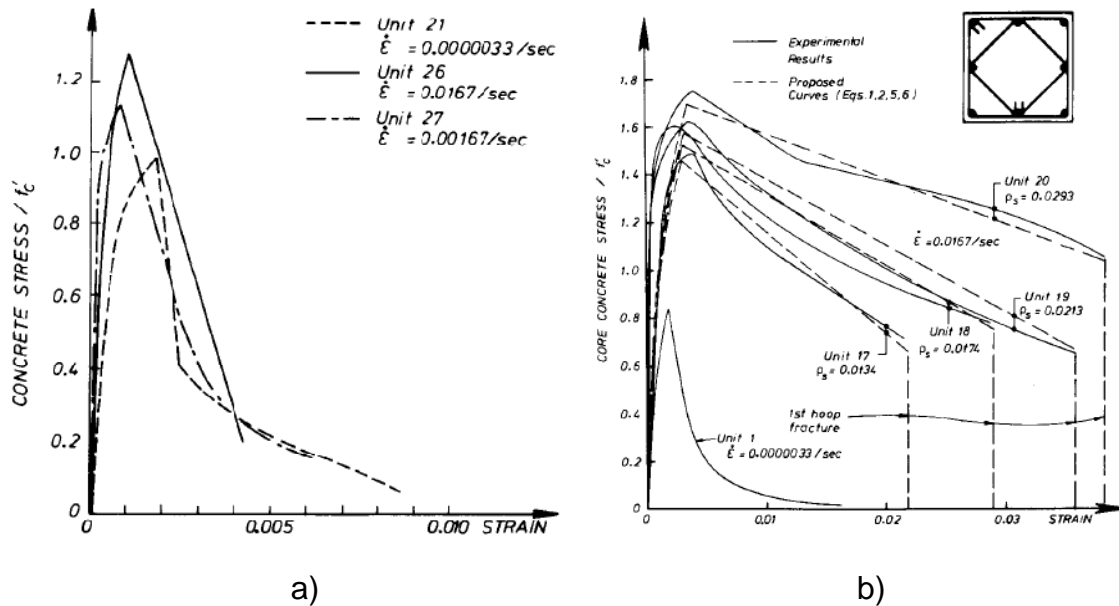 Unit 21
ε̇ = 0.0000033/sec
Unit 26
ε̇ = 0.0167/sec
Unit 27
ε̇ = 0.00167/sec
CONCRETE STRESS / f'c
1.2
1.0
0.8
0.6
0.4
0.2
0
0 0.005 0.010 STRAIN
a)
Experimental
Results
Proposed
Curves (Eqs.1,2,5,6)
CORE CONCRETE STRESS / f'c
1.8
1.6
1.4
1.2
1.0
0.8
0.6
0.4
0.2
0
Unit 20
ρs = 0.0293
ε̇ = 0.0167/sec
Unit 19
ρs = 0.0213
Unit 18
ρs = 0.0174
Unit 17
ρs = 0.0134
1st hoop
fracture
Unit 1
ε̇ = 0.0000033/sec
0 0.01 0.02 0.03 STRAIN
b)